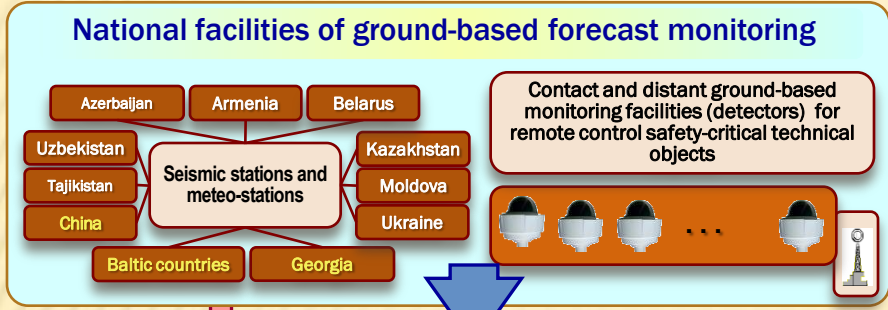 National facilities of ground-based forecast monitoring
Azerbaijan
Armenia
Belarus
Uzbekistan
Tajikistan
China
Seismic stations and
meteo-stations
Kazakhstan
Moldova
Ukraine
Baltic countries
Georgia
Contact and distant ground-based
monitoring facilities (detectors) for
remote control safety-critical technical
objects
...